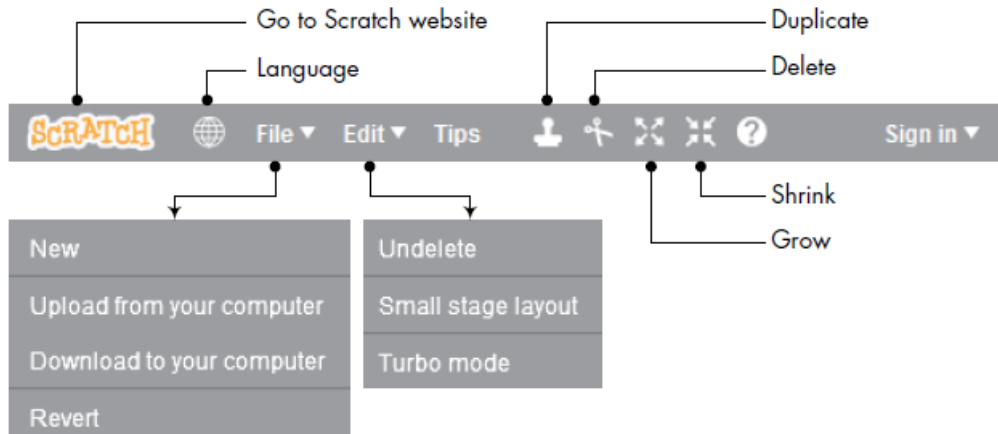 Go to Scratch website
Duplicate
Language
Delete
SCRATCH File Edit Tips ? Sign in
Shrink
Grow
New
Upload from your computer
Download to your computer
Revert
Undelete
Small stage layout
Turbo mode